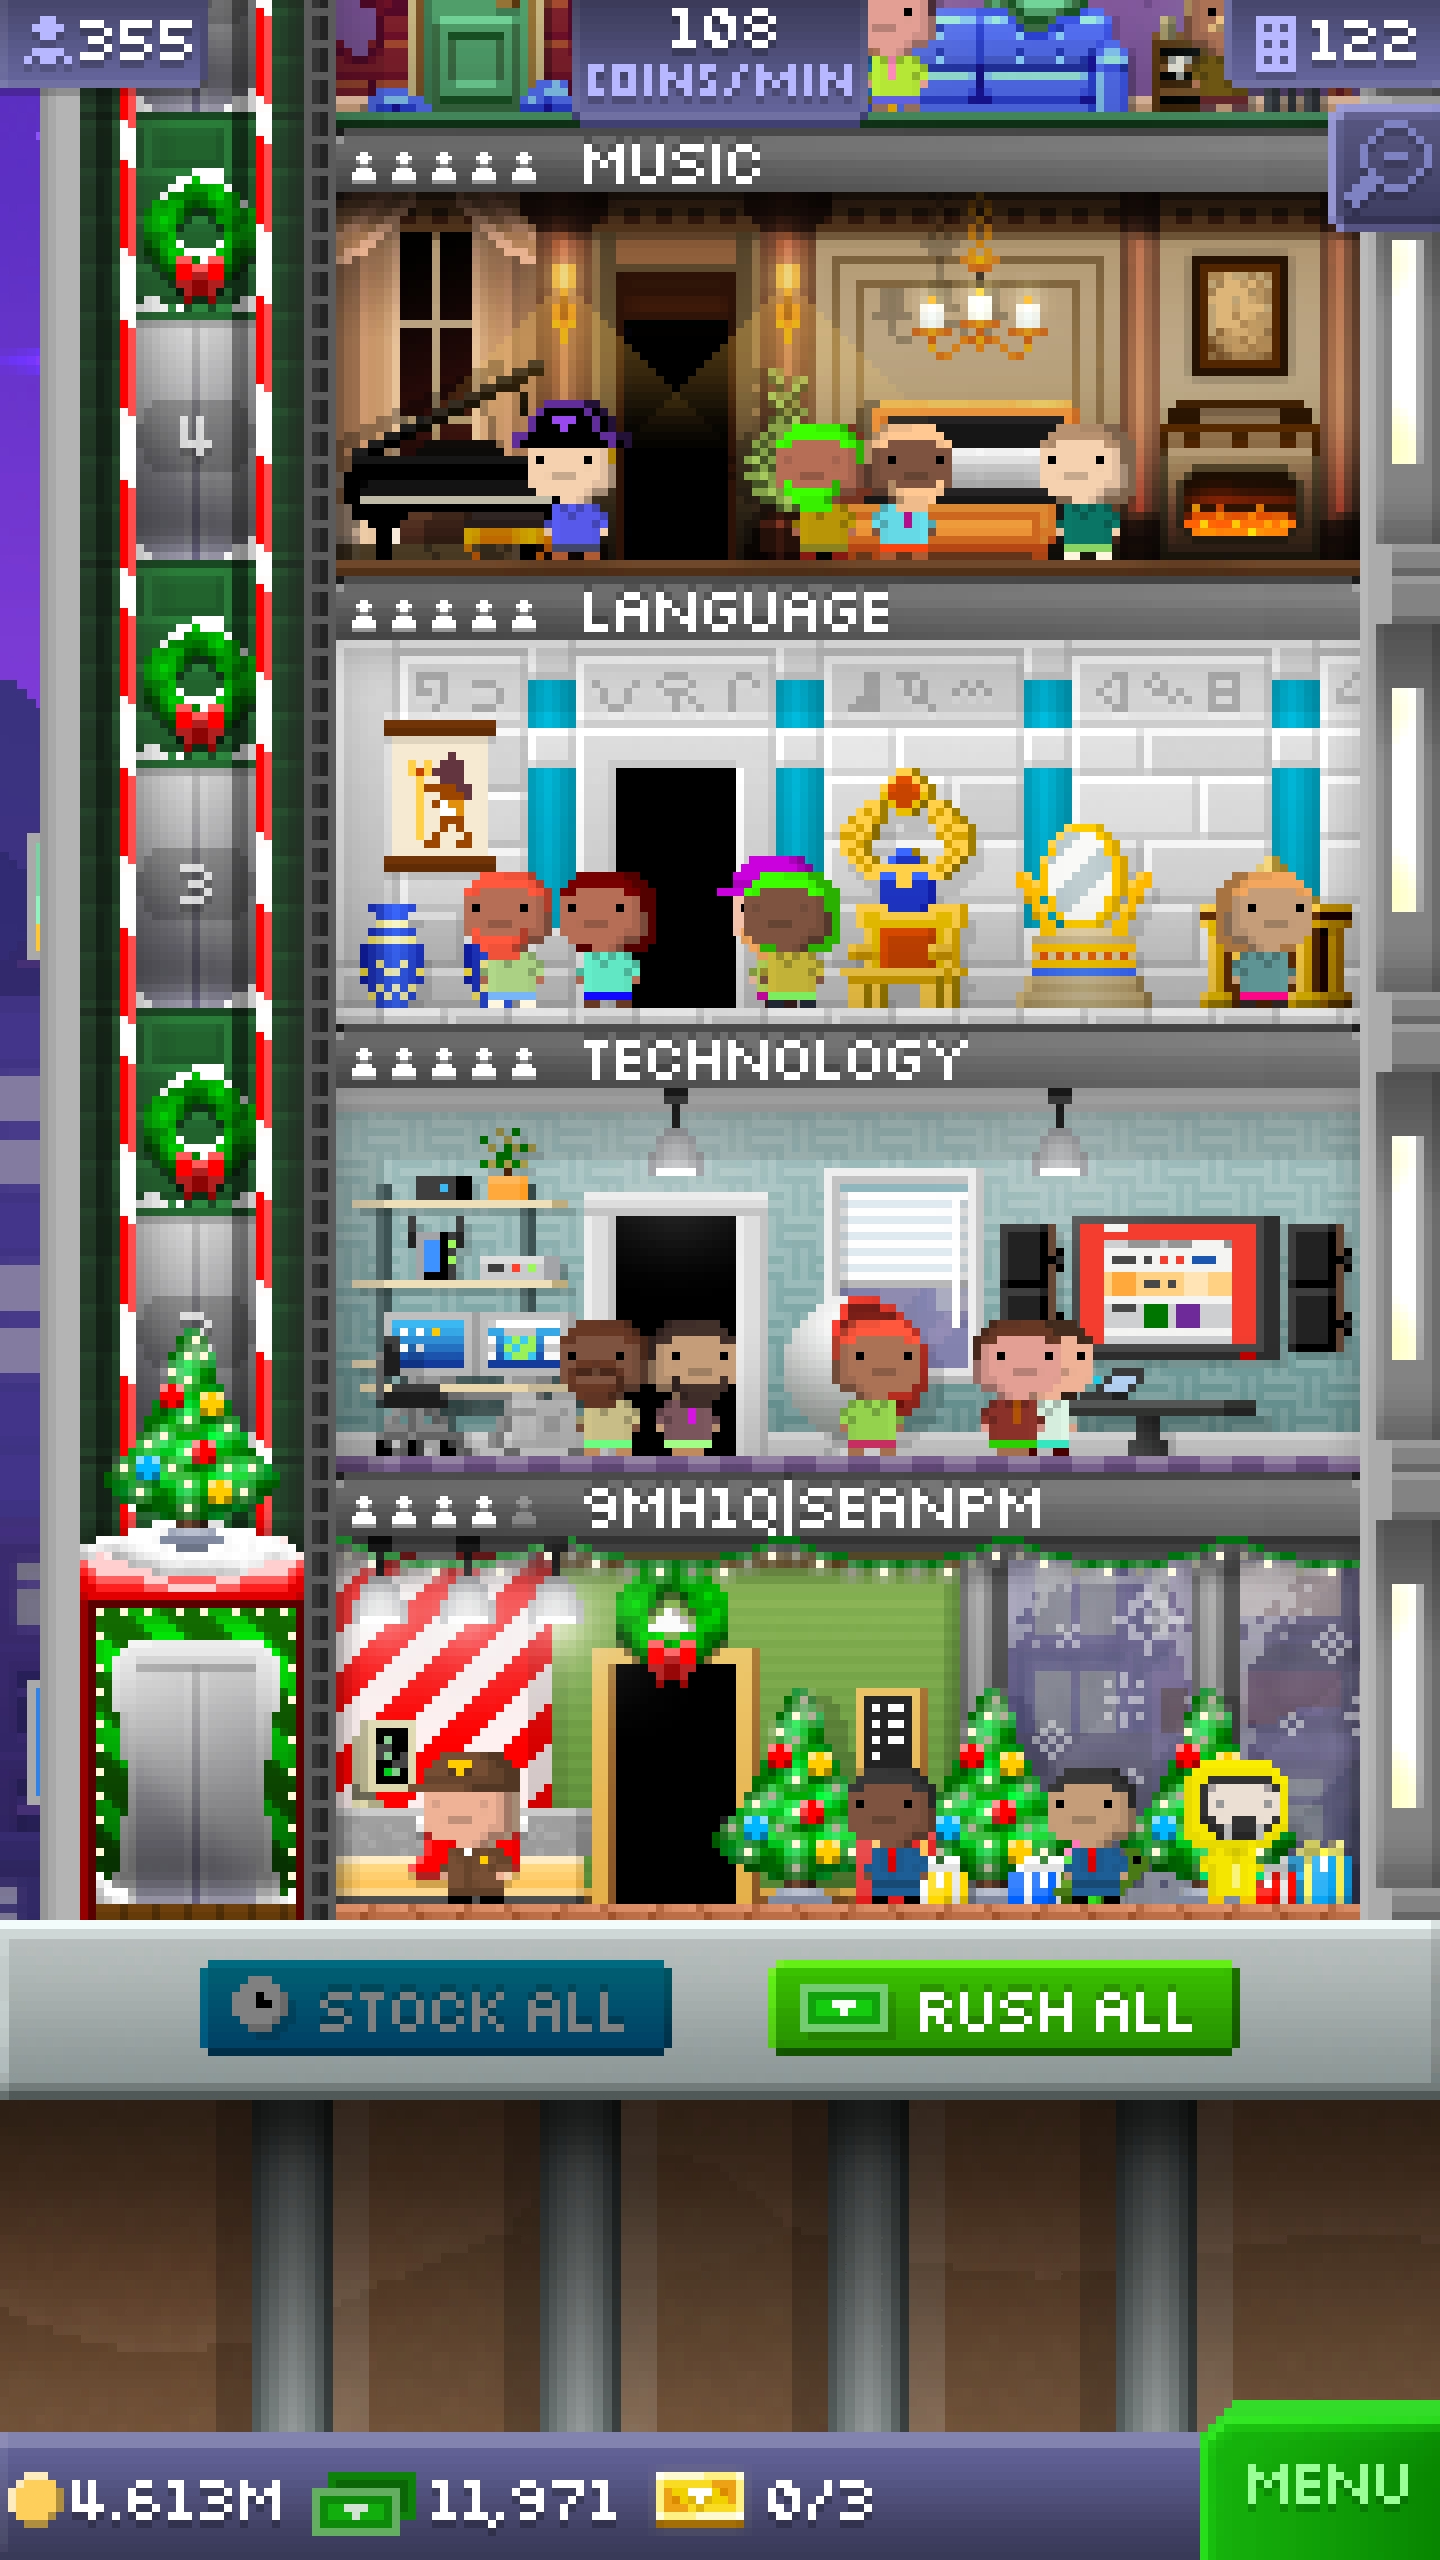 355
108
COINS/MIN
122
MUSIC
4
LANGUAGE
3
TECHNOLOGY
9MH1Q|SEANPM
STOCK ALL
RUSH ALL
4.613M
11,971
0/3
MENU